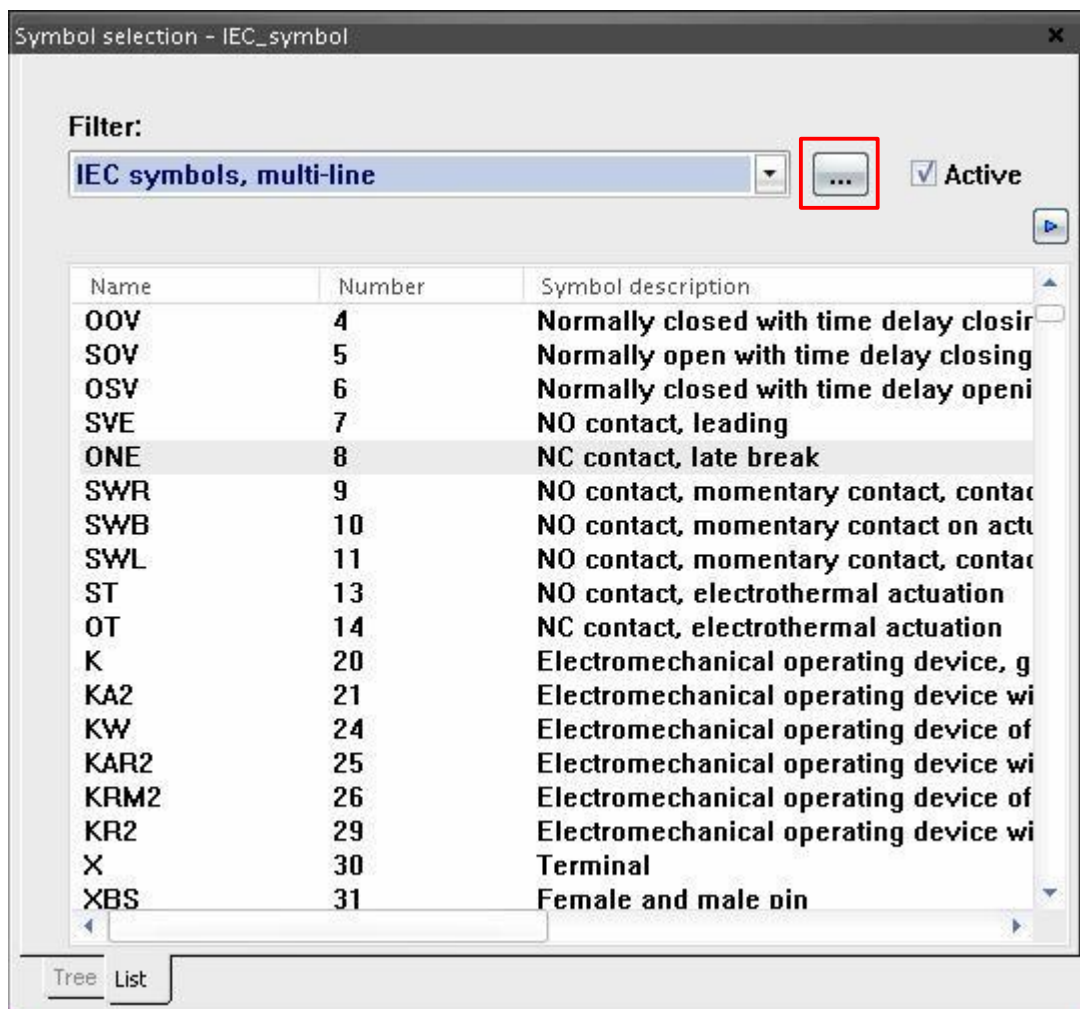 Symbol selection - IEC_symbol
Filter:
IEC symbols, multi-line ... Active
Name Number Symbol description
OOV 4 Normally closed with time delay closin
SOV 5 Normally open with time delay closing
OSV 6 Normally closed with time delay openi
SVE 7 NO contact, leading
ONE 8 NC contact, late break
SWR 9 NO contact, momentary contact, contac
SWB 10 NO contact, momentary contact on actu
SWL 11 NO contact, momentary contact, contac
ST 13 NO contact, electrothermal actuation
OT 14 NC contact, electrothermal actuation
K 20 Electromechanical operating device, g
KA2 21 Electromechanical operating device wi
KW 24 Electromechanical operating device of
KAR2 25 Electromechanical operating device wi
KRM2 26 Electromechanical operating device of
KR2 29 Electromechanical operating device wi
X 30 Terminal
XBS 31 Female and male pin
Tree List